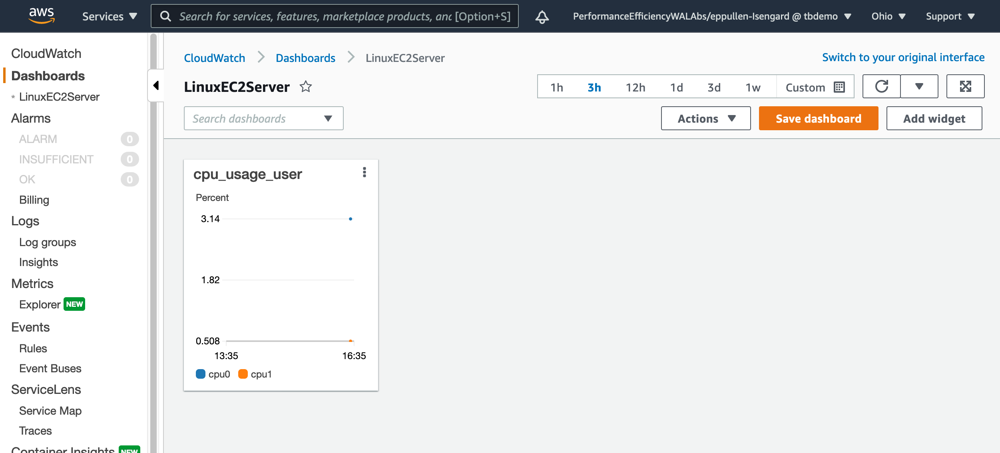 aws
Services
Search for services, features, marketplace products, and [Option+S]
PerformanceEfficiencyWALAbs/eppullen-Isengard @ tbdemo
Ohio
Support
CloudWatch
Dashboards
* LinuxEC2Server
Alarms
ALARM 0
INSUFFICIENT 0
OK 0
Billing
Logs
Log groups
Insights
Metrics
Explorer NEW
Events
Rules
Event Buses
ServiceLens
Service Map
Traces
Container Insights NEW
CloudWatch > Dashboards > LinuxEC2Server
Switch to your original interface
LinuxEC2Server
1h 3h 12h 1d 3d 1w Custom
Search dashboards
Actions
Save dashboard
Add widget
cpu_usage_user
Percent
3.14
1.82
0.508
13:35 16:35
cpu0 cpu1